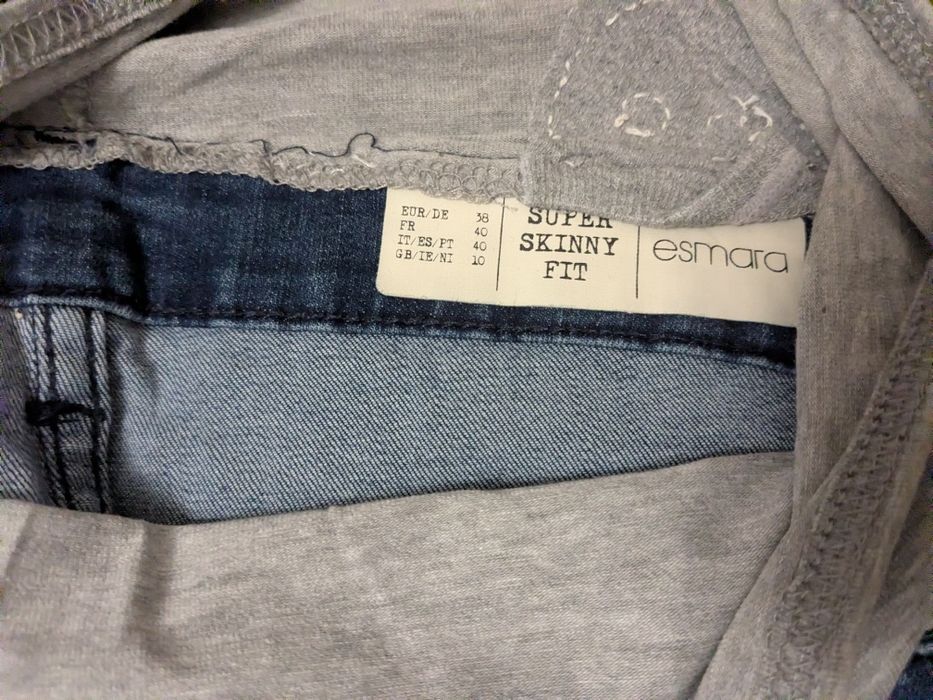 EUR/DE 38
FR 40
IT/ES/PT 40
GB/IE/NI 10
SUPER
SKINNY
FIT
esmara